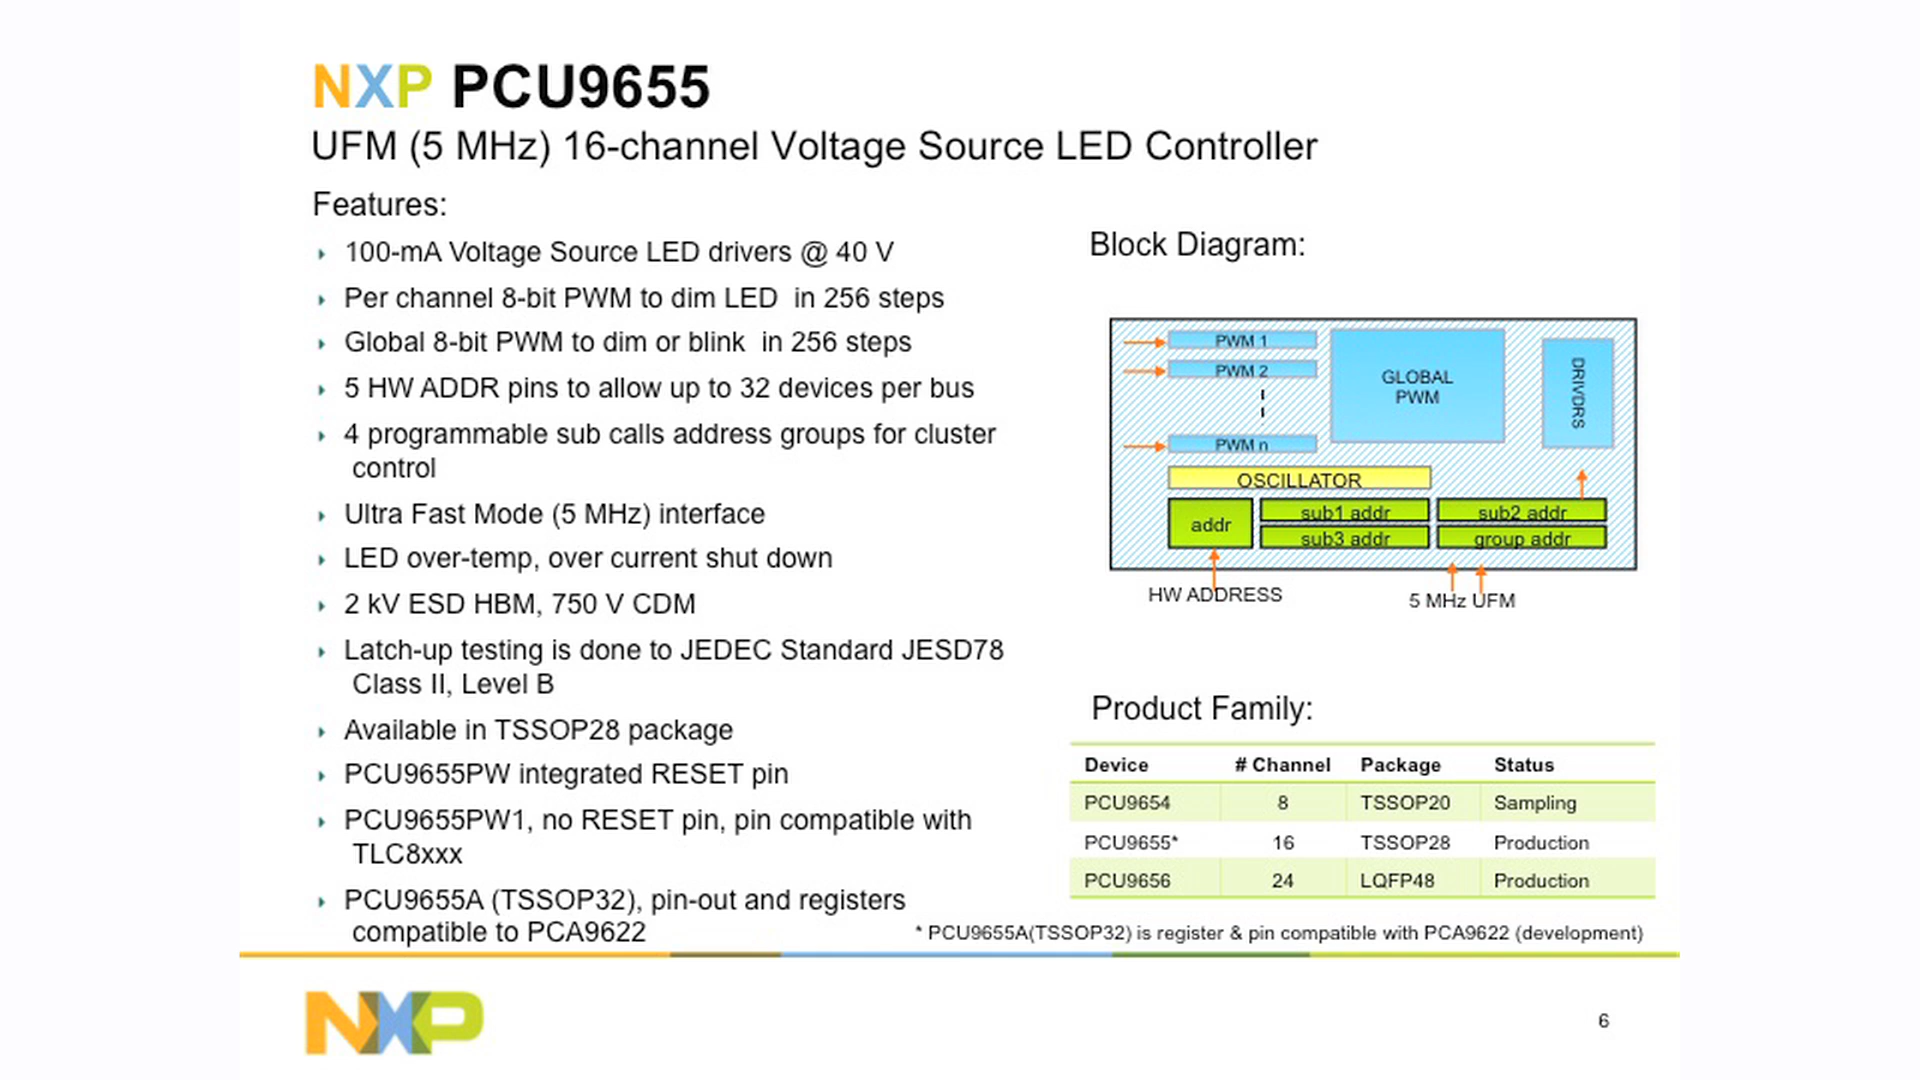 NXP PCU9655
UFM (5 MHz) 16-channel Voltage Source LED Controller
Features:
100-mA Voltage Source LED drivers @ 40 V
Per channel 8-bit PWM to dim LED in 256 steps
Global 8-bit PWM to dim or blink in 256 steps
5 HW ADDR pins to allow up to 32 devices per bus
4 programmable sub calls address groups for cluster
control
Ultra Fast Mode (5 MHz) interface
LED over-temp, over current shut down
2 kV ESD HBM, 750 V CDM
Latch-up testing is done to JEDEC Standard JESD78
Class II, Level B
Available in TSSOP28 package
PCU9655PW integrated RESET pin
PCU9655PW1, no RESET pin, pin compatible with
TLC8xxx
PCU9655A (TSSOP32), pin-out and registers
compatible to PCA9622
Block Diagram:
PWM 1
PWM 2
PWM n
GLOBAL
PWM
DRIV/DRS
OSCILLATOR
addr
sub1 addr
sub2 addr
sub3 addr
group addr
HW ADDRESS
5 MHz UFM
Product Family:
Device # Channel Package Status
PCU9654 8 TSSOP20 Sampling
PCU9655* 16 TSSOP28 Production
PCU9656 24 LQFP48 Production
* PCU9655A(TSSOP32) is register & pin compatible with PCA9622 (development)
NXP
6